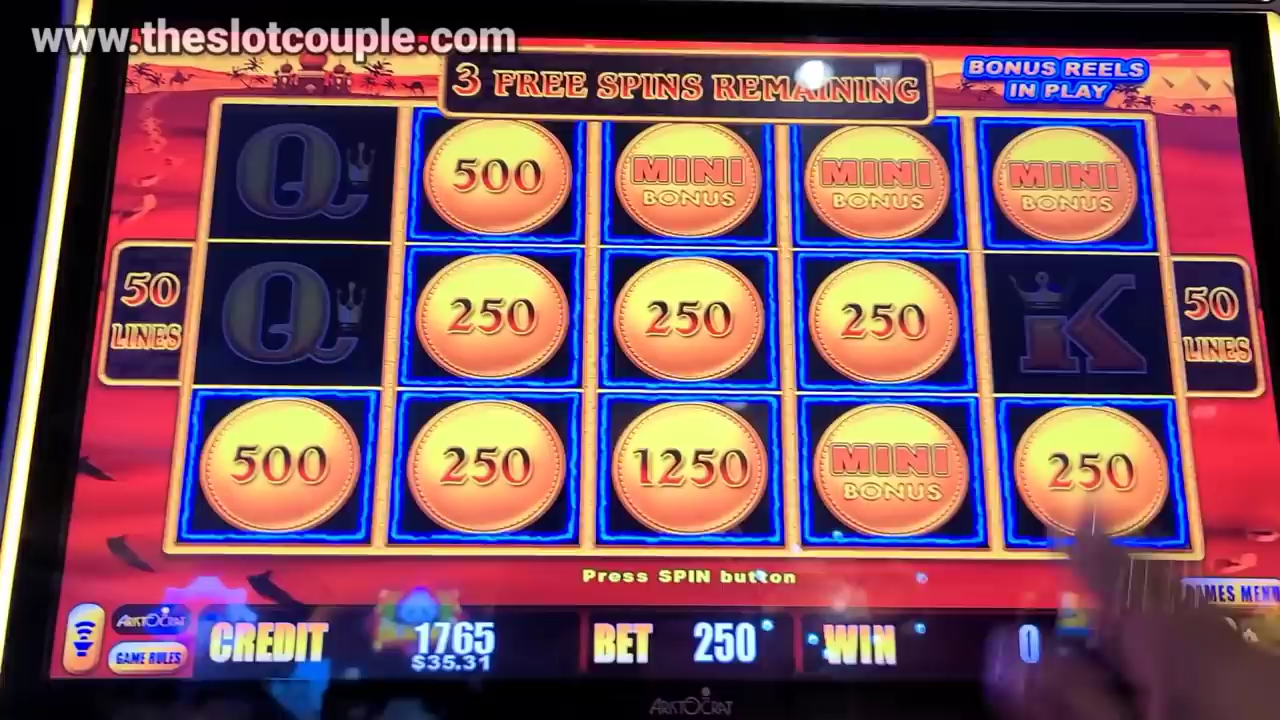 www.theslotcouple.com
3 FREE SPINS REMAINING
BONUS REELS
IN PLAY
Q 500 MINI BONUS MINI BONUS MINI BONUS
50 LINES
Q 250 250 250 K
50 LINES
500 250 1250 MINI BONUS 250
Press SPIN button
ARISTOCRAT
GAME RULES
CREDIT 1765
$35.31
BET 250
WIN 0
MENU
ARISTOCRAT